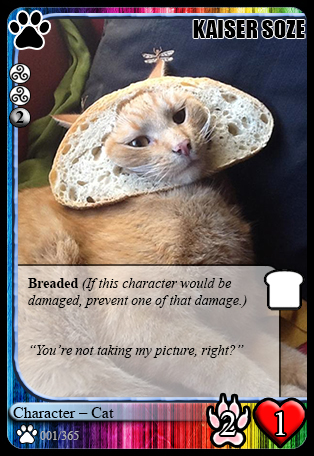 KAISER SOZE
2
Breaded (If this character would be
damaged, prevent one of that damage.)
“You’re not taking my picture, right?”
Character – Cat
001/365
2
1